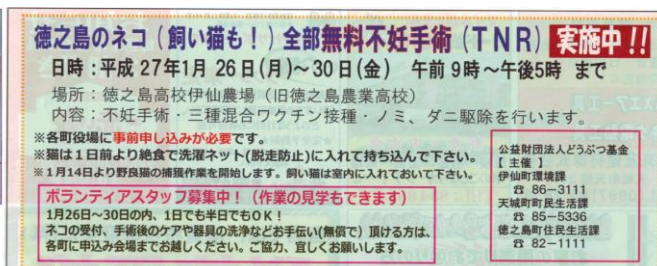 徳之島のネコ（飼い猫も！）全部無料不妊手術（TNR）実施中!!
日時：平成27年1月26日(月)～30日(金) 午前9時～午後5時 まで
場所：徳之島高校伊仙農場（旧徳之島農業高校）
内容：不妊手術・三種混合ワクチン接種・ノミ、ダニ駆除を行います。
※各町役場に事前申し込みが必要です。
※猫は1日前より絶食で洗濯ネット(脱走防止)に入れて持ち込んで下さい。
※1月14日より野良猫の捕獲作業を開始します。飼い猫は室内に入れておいて下さい。
ボランティアスタッフ募集中！（作業の見学もできます）
1月26日～30日の内、1日でも半日でもOK！
ネコの受付、手術後のケアや器具の洗浄などお手伝い(無償で）頂ける方は、
各町に申込み会場までお越しください。ご協力、宜しくお願いします。
公益財団法人どうぶつ基金
【 主催 】
伊仙町環境課
☎ 86-3111
天城町町民生活課
☎ 85-5336
徳之島町住民生活課
☎ 82-1111